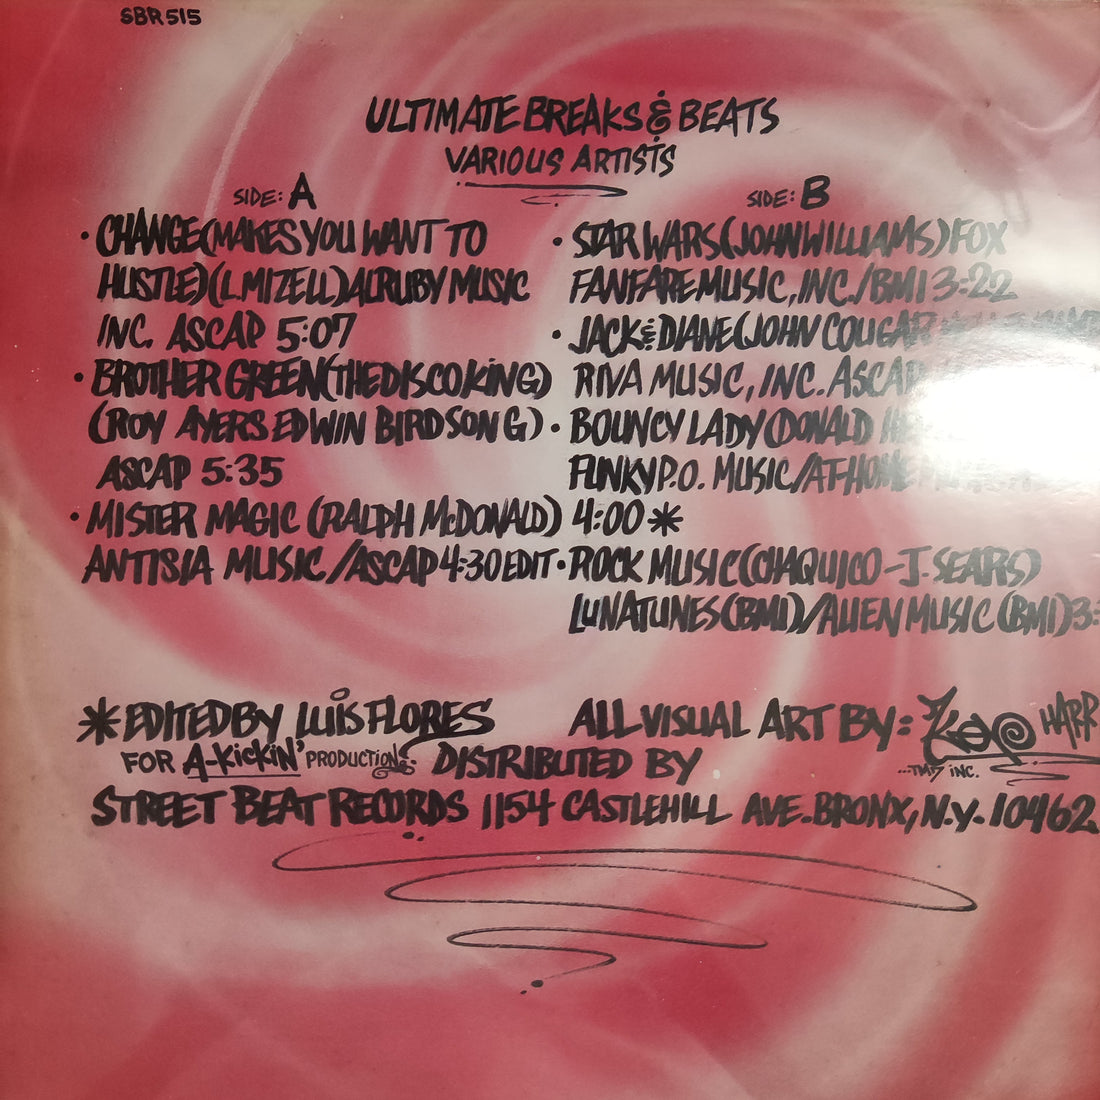 SBR515
ULTIMATE BREAKS & BEATS
VARIOUS ARTISTS
SIDE: A
• CHANGE (MAKES YOU WANT TO
HUSTLE) (L. MIZELL) ALRUBY MUSIC
INC. ASCAP 5:07
• BROTHER GREEN (THE DISCO KING)
(ROY AYERS EDWIN BIRDSONG)
ASCAP 5:35
• MISTER MAGIC (RALPH McDONALD)
ANTISIA MUSIC / ASCAP 4:30 EDIT
SIDE: B
• STAR WARS (JOHN WILLIAMS) FOX
FANFARE MUSIC, INC. / BMI 3:22
• JACK & DIANE (JOHN COUGAR
RIVA MUSIC, INC. ASCAP
• BOUNCY LADY (DONALD
FUNKY P.O. MUSIC / AT-HOME
4:00 *
• ROCK MUSIC (CHAQUICO - J. SEARS)
LUNATUNES (BMI) / ALIEN MUSIC (BMI) 3:
* EDITED BY LUIS FLORES
FOR A-KICKIN' PRODUCTIONS.
ALL VISUAL ART BY: KEV HARR
...TM7 INC.
DISTRIBUTED BY
STREET BEAT RECORDS 1154 CASTLEHILL AVE. BRONX, N.Y. 10462